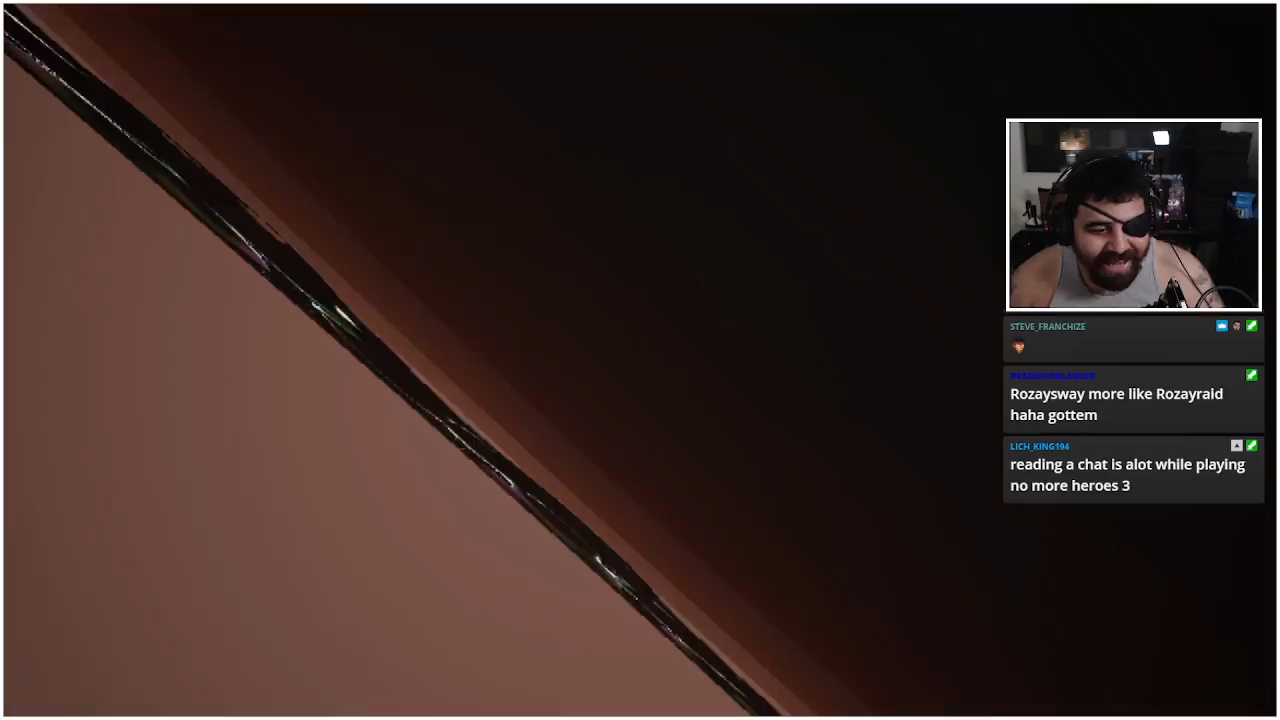 STEVE_FRANCHIZE
Rozaysway more like Rozayraid
haha gottem
LICH_KING194
reading a chat is alot while playing
no more heroes 3